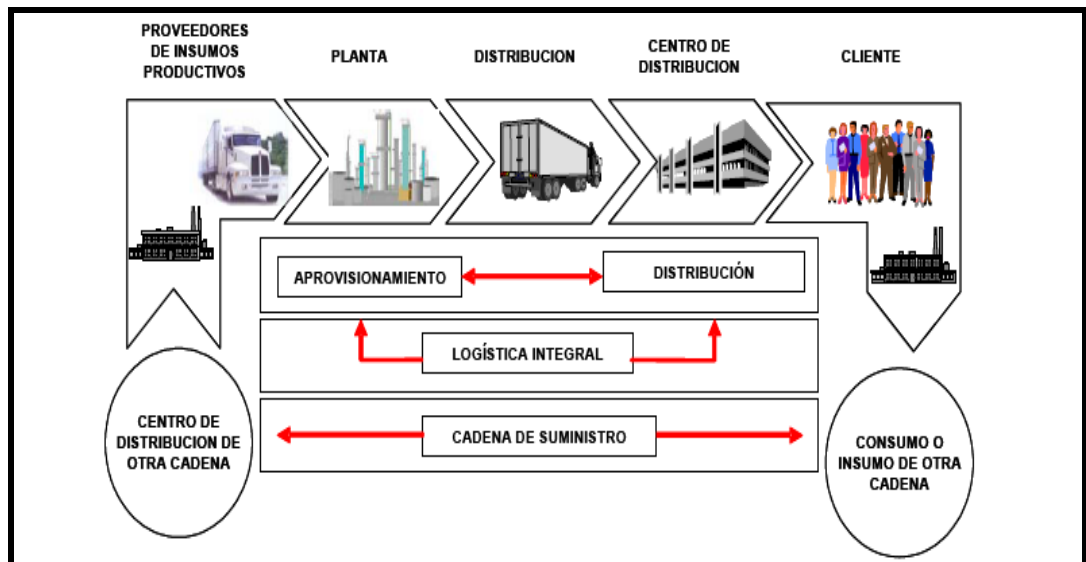 PROVEEDORES
DE INSUMOS
PRODUCTIVOS
PLANTA
DISTRIBUCION
CENTRO DE
DISTRIBUCION
CLIENTE
APROVISIONAMIENTO
DISTRIBUCIÓN
LOGÍSTICA INTEGRAL
CADENA DE SUMINISTRO
CENTRO DE
DISTRIBUCION DE
OTRA CADENA
CONSUMO O
INSUMO DE OTRA
CADENA